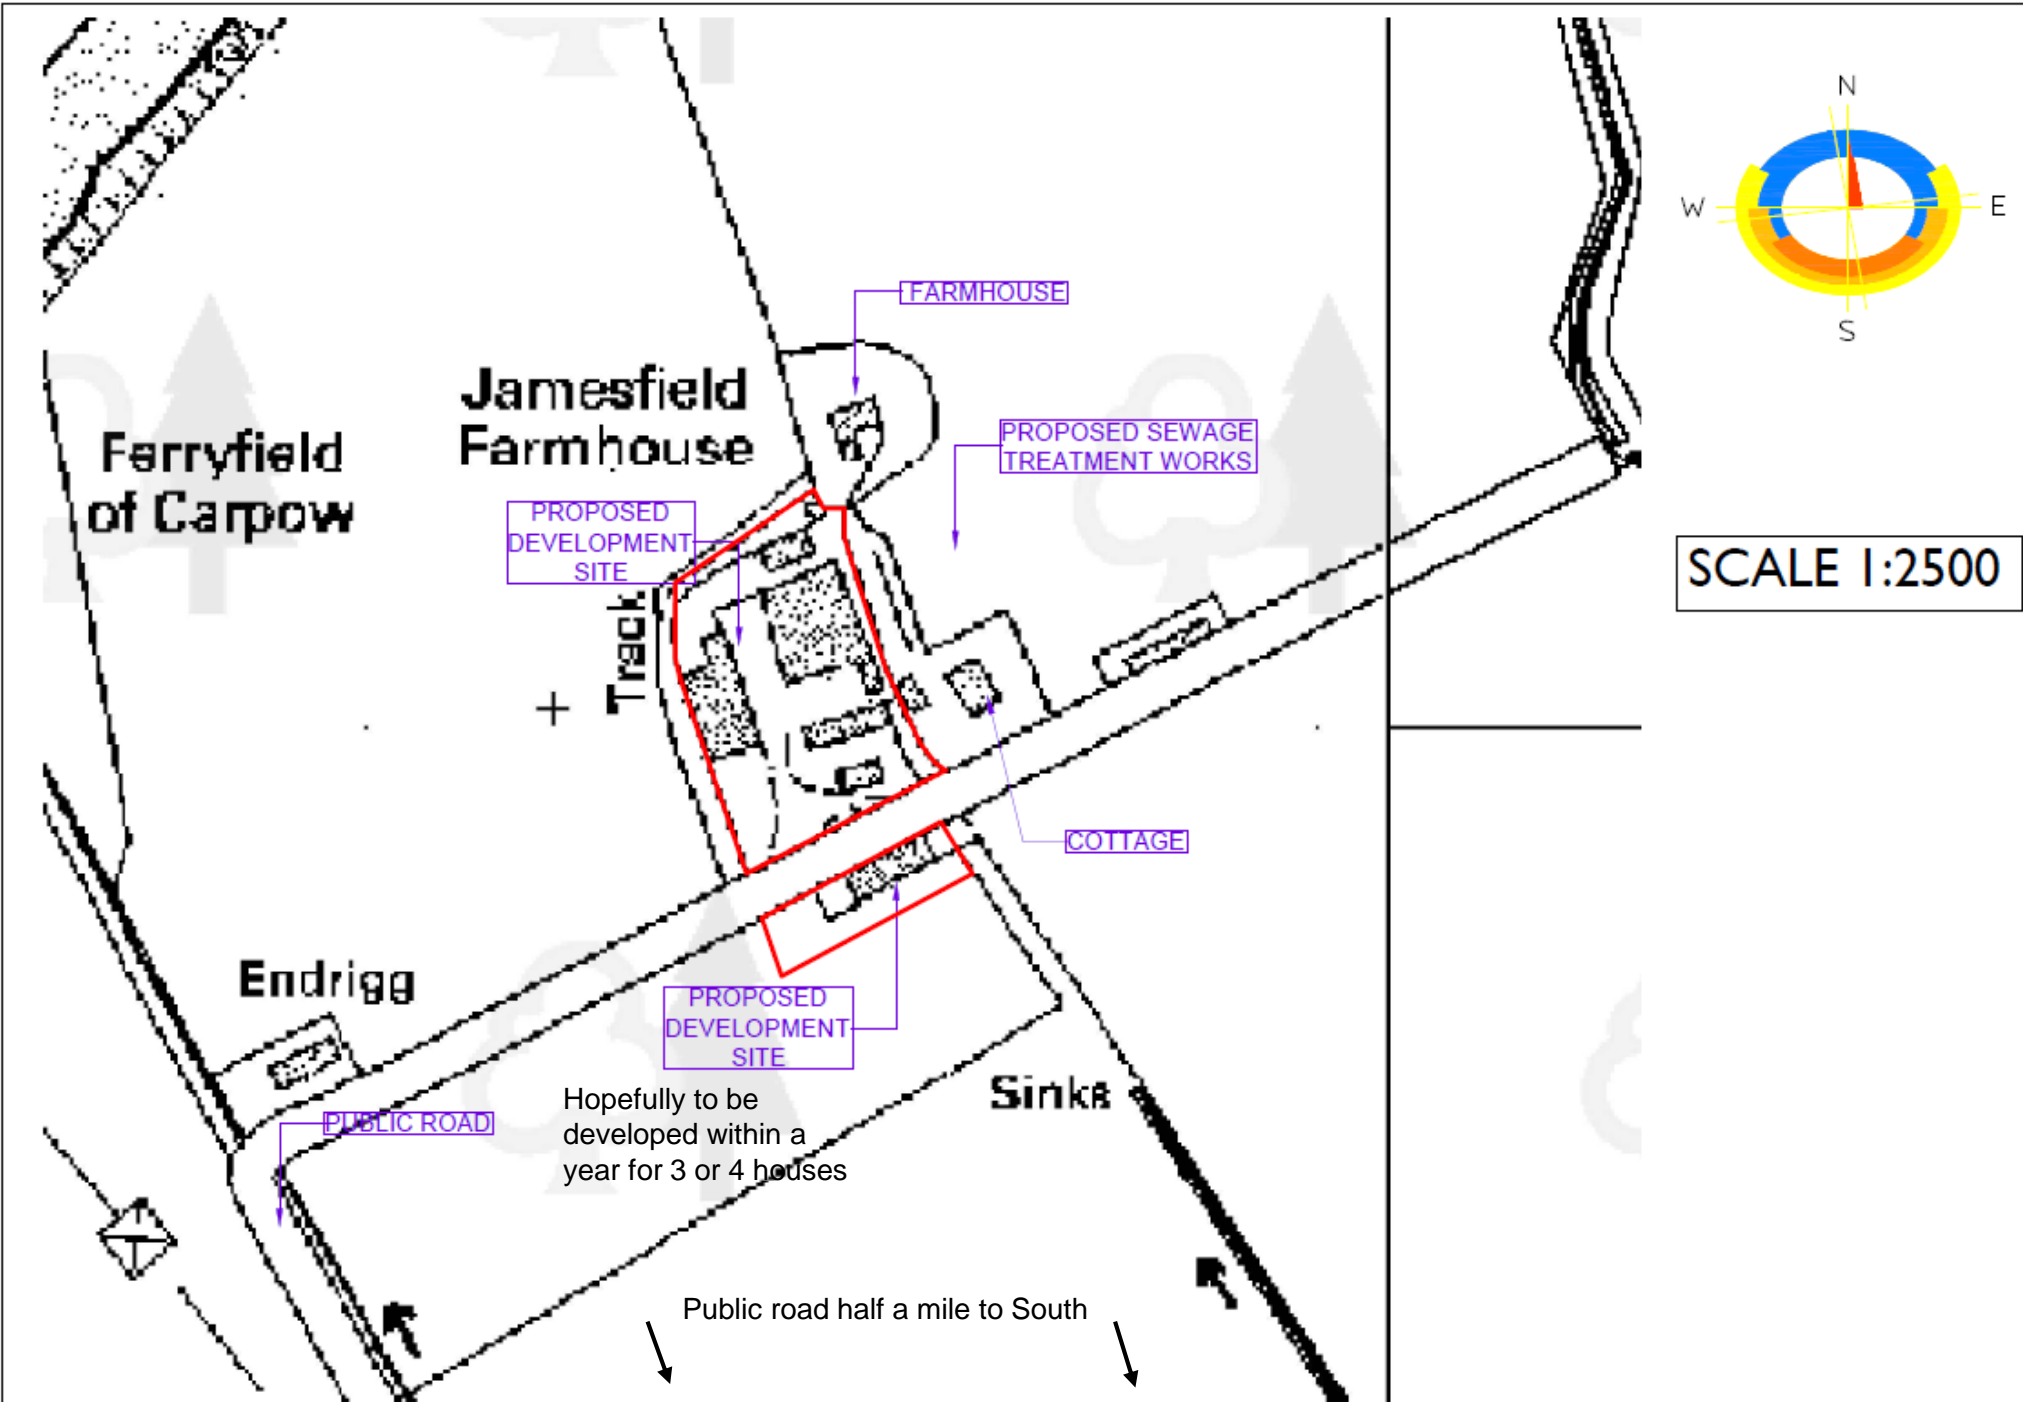 N
W
E
S
FARMHOUSE
Jamesfield
Farmhouse
PROPOSED SEWAGE
TREATMENT WORKS
Ferryfield
of Carpow
PROPOSED
DEVELOPMENT
SITE
SCALE 1:2500
Track
COTTAGE
Endrigg
PROPOSED
DEVELOPMENT
SITE
Sinks
PUBLIC ROAD
Hopefully to be
developed within a
year for 3 or 4 houses
Public road half a mile to South